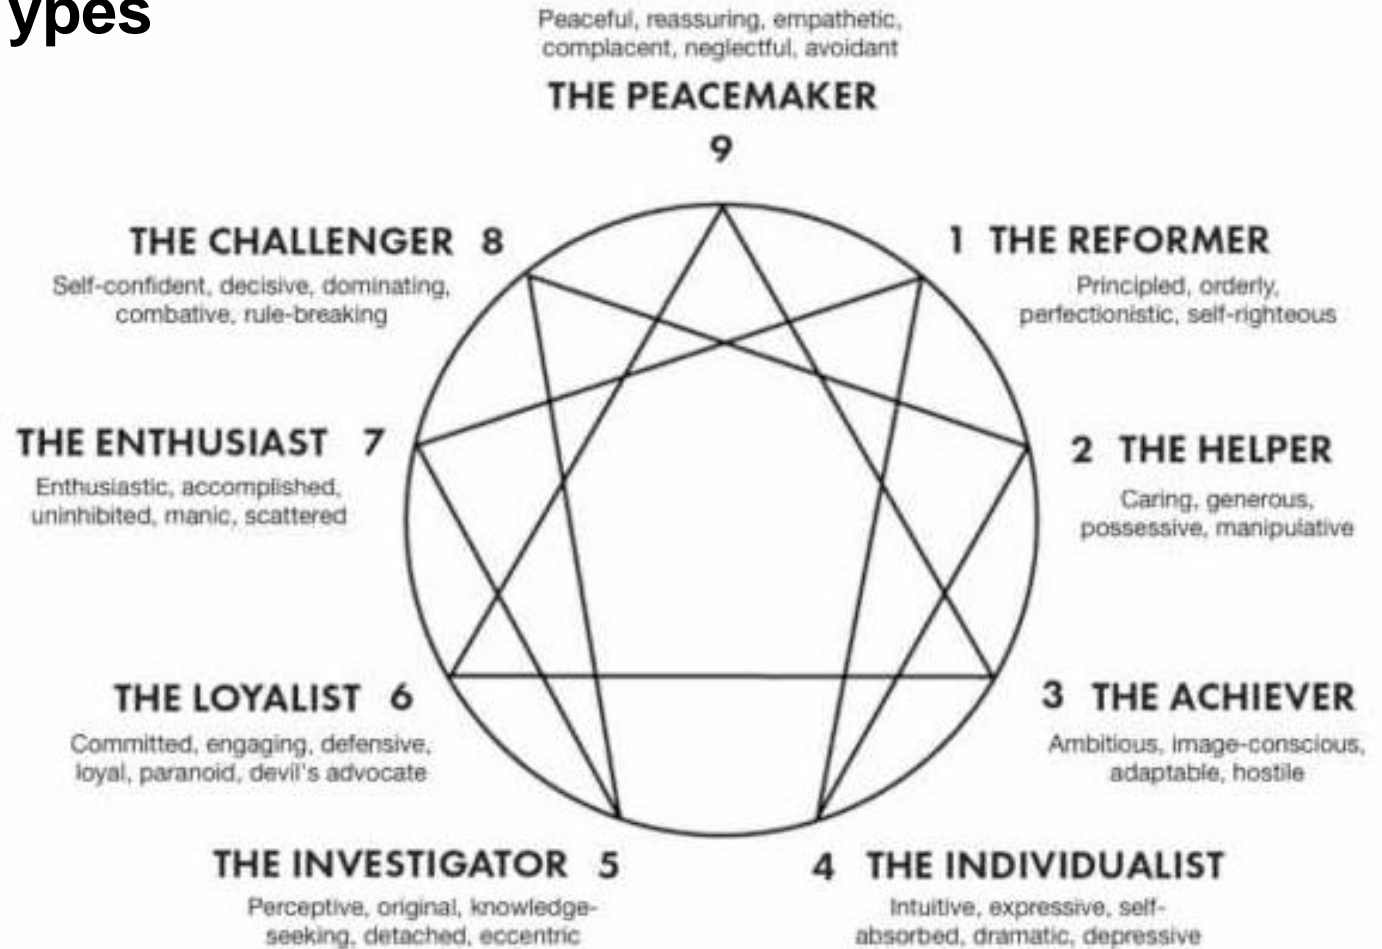 ypes
Peaceful, reassuring, empathetic,
complacent, neglectful, avoidant
THE PEACEMAKER
9
THE CHALLENGER 8
Self-confident, decisive, dominating,
combative, rule-breaking
1 THE REFORMER
Principled, orderly,
perfectionistic, self-righteous
THE ENTHUSIAST 7
Enthusiastic, accomplished,
uninhibited, manic, scattered
2 THE HELPER
Caring, generous,
possessive, manipulative
THE LOYALIST 6
Committed, engaging, defensive,
loyal, paranoid, devil's advocate
3 THE ACHIEVER
Ambitious, image-conscious,
adaptable, hostile
THE INVESTIGATOR 5
Perceptive, original, knowledge-
seeking, detached, eccentric
4 THE INDIVIDUALIST
Intuitive, expressive, self-
absorbed, dramatic, depressive